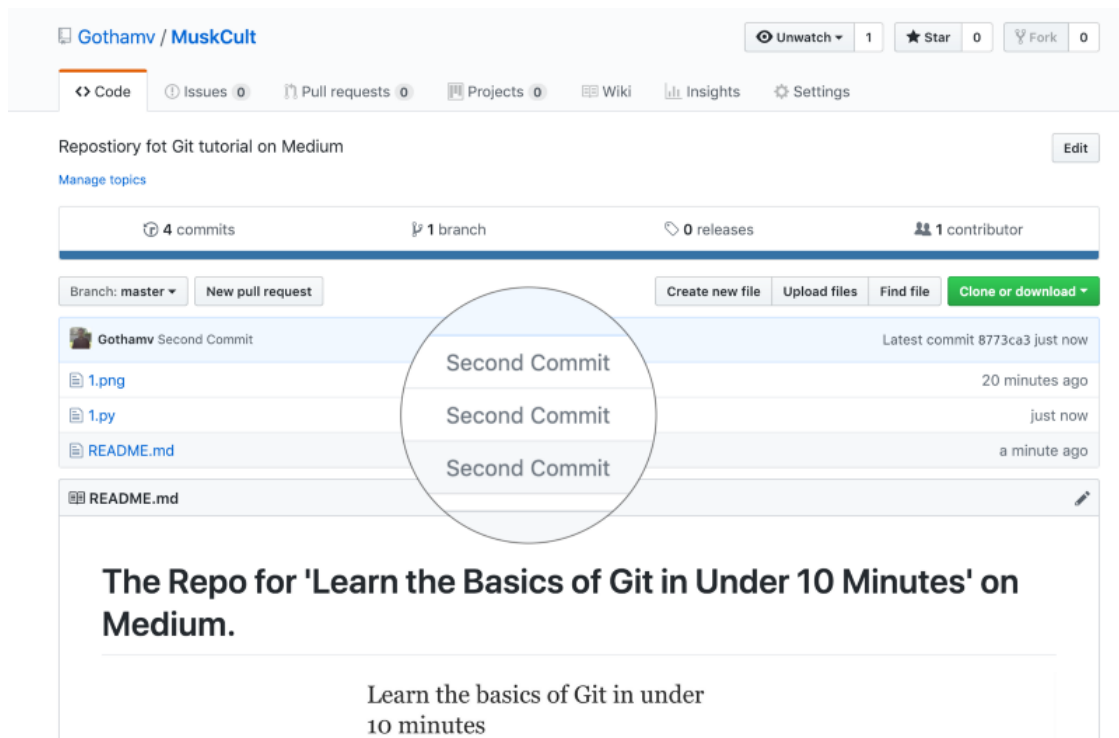 Gothamv / MuskCult
Unwatch 1 Star 0 Fork 0
Code Issues 0 Pull requests 0 Projects 0 Wiki Insights Settings
Repostiory fot Git tutorial on Medium Edit
Manage topics
4 commits 1 branch 0 releases 1 contributor
Branch: master New pull request Create new file Upload files Find file Clone or download
Gothamv Second Commit Latest commit 8773ca3 just now
Second Commit
1.png 20 minutes ago
1.py Second Commit just now
README.md a minute ago
Second Commit
README.md
The Repo for 'Learn the Basics of Git in Under 10 Minutes' on
Medium.
Learn the basics of Git in under
10 minutes